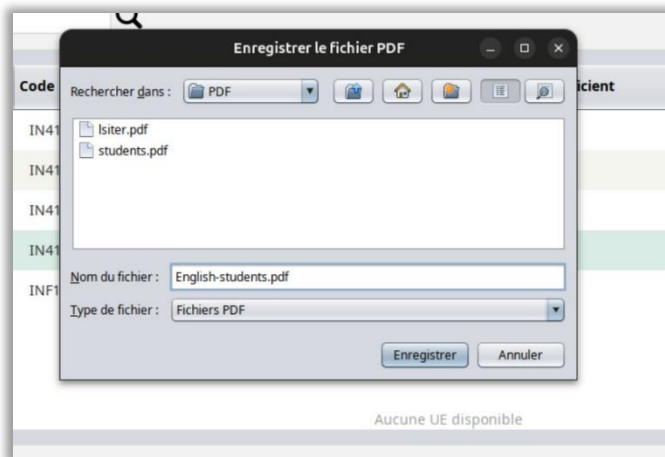 Enregistrer le fichier PDF
Code
icient
Rechercher dans :
PDF
IN41
lsiter.pdf
students.pdf
IN41
IN41
IN41
Nom du fichier :
English-students.pdf
INF1
Type de fichier :
Fichiers PDF
Enregistrer
Annuler
Aucune UE disponible